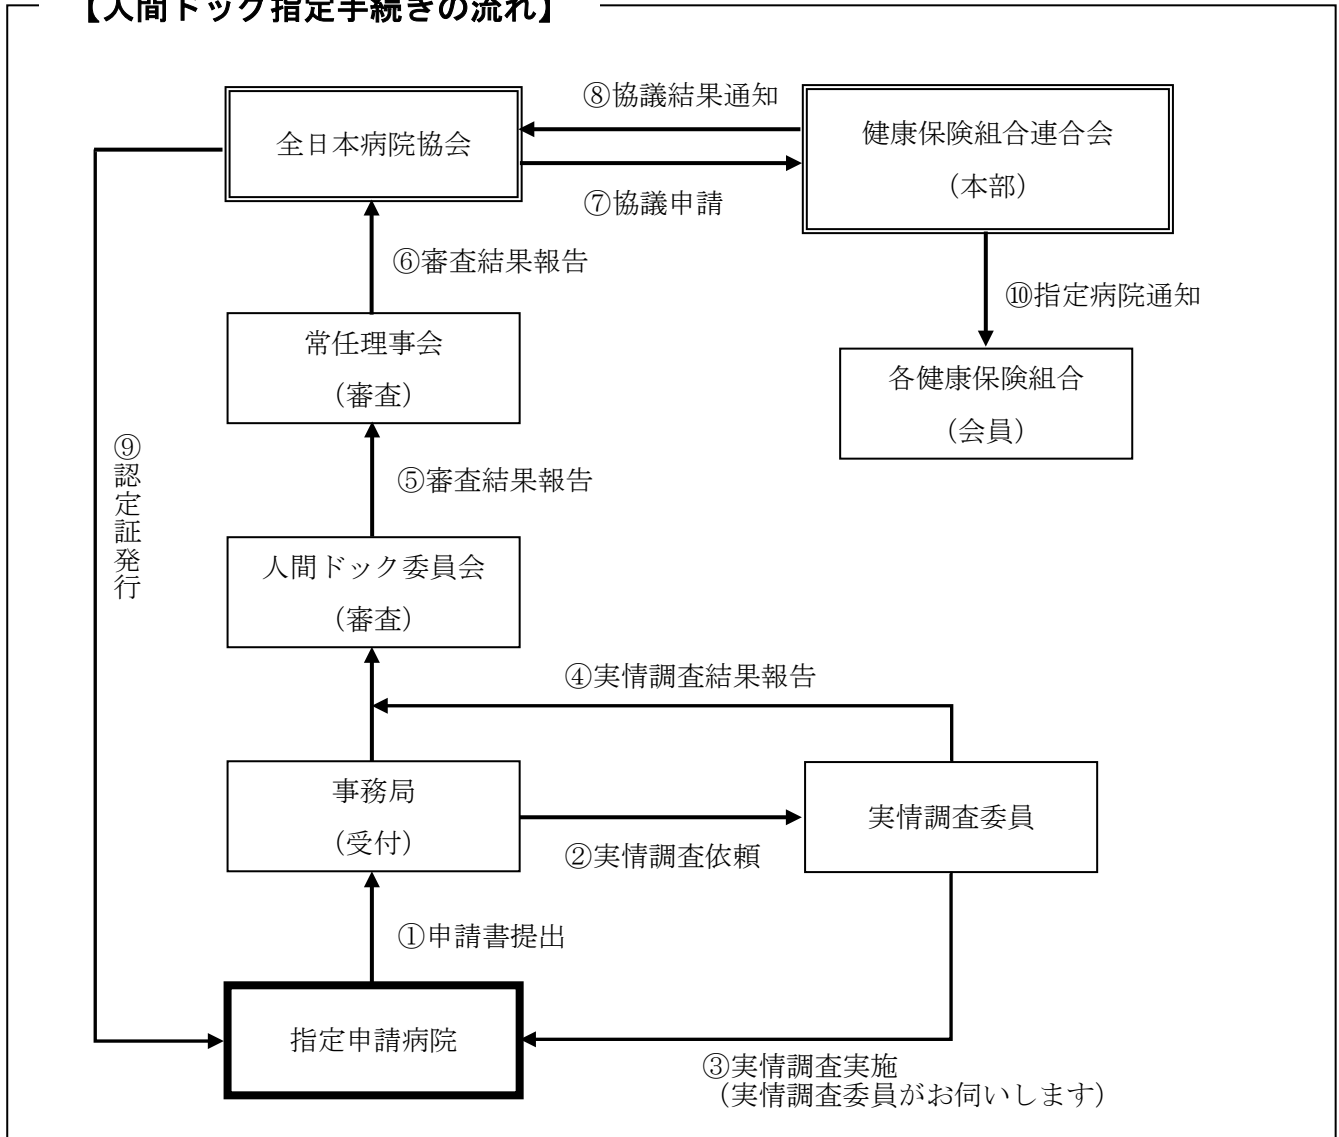 【人間ドック指定手続きの流れ】
⑧協議結果通知
全日本病院協会
健康保険組合連合会
（本部）
⑦協議申請
⑥審査結果報告
⑩指定病院通知
常任理事会
（審査）
各健康保険組合
（会員）
⑨認定証発行
⑤審査結果報告
人間ドック委員会
（審査）
④実情調査結果報告
事務局
（受付）
実情調査委員
②実情調査依頼
①申請書提出
指定申請病院
③実情調査実施
（実情調査委員がお伺いします）